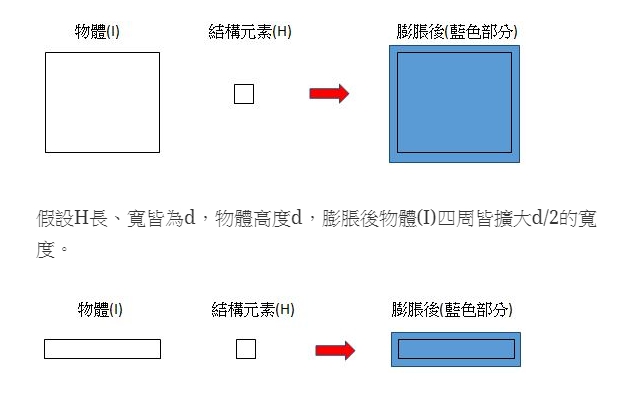 物體(I)
結構元素(H)
膨脹後(藍色部分)
假設H長、寬皆為d，物體高度d，膨脹後物體(I)四周皆擴大d/2的寬
度。
物體(I)
結構元素(H)
膨脹後(藍色部分)